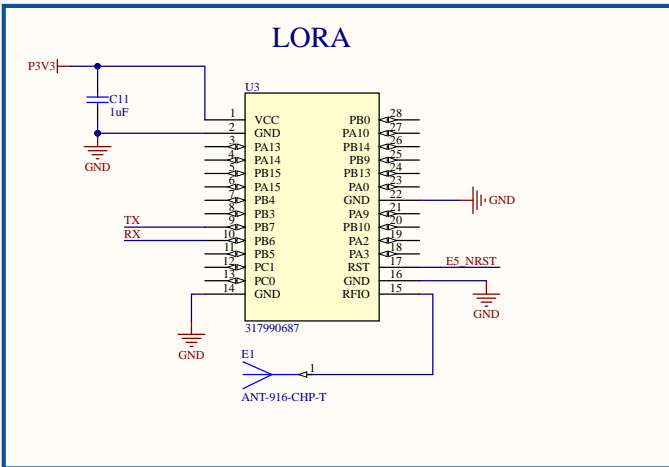 LORA
P3V3
C11
1uF
GND
U3
1 VCC PB0 28
2 GND PA10 27
3 PA13 PB14 26
4 PA14 PB9 25
5 PB15 PB13 24
6 PA15 PA0 23
7 PB4 GND 22 GND
8 PB3 PA9 21
TX 9 PB7 PB10 20
RX 10 PB6 PA2 19
11 PB5 PA3 18
12 PC1 RST 17 E5_NRST
13 PC0 GND 16
14 GND RFIO 15
GND
GND
317990687
E1
1
ANT-916-CHP-T